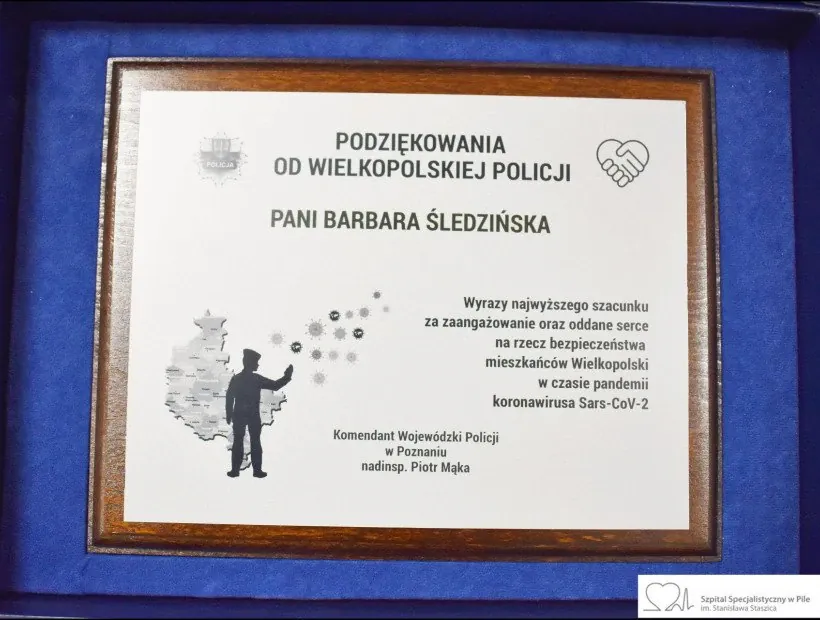 POLICJA
PODZIĘKOWANIA
OD WIELKOPOLSKIEJ POLICJI
PANI BARBARA ŚLEDZIŃSKA
Wyrazy najwyższego szacunku
za zaangażowanie oraz oddane serce
na rzecz bezpieczeństwa
mieszkańców Wielkopolski
w czasie pandemii
koronawirusa Sars-CoV-2
Komendant Wojewódzki Policji
w Poznaniu
nadinsp. Piotr Mąka
Szpital Specjalistyczny w Pile
im. Stanisława Staszica